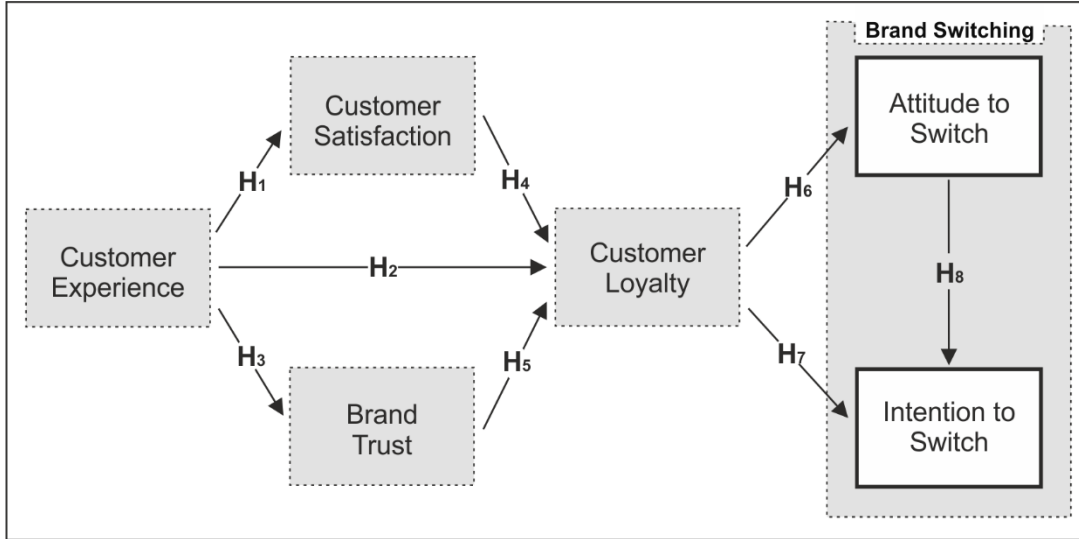 Brand Switching
Customer
Satisfaction
Attitude to
Switch
H1
H4
H6
Customer
Experience
H2
Customer
Loyalty
H8
H3
H5
H7
Brand
Trust
Intention to
Switch